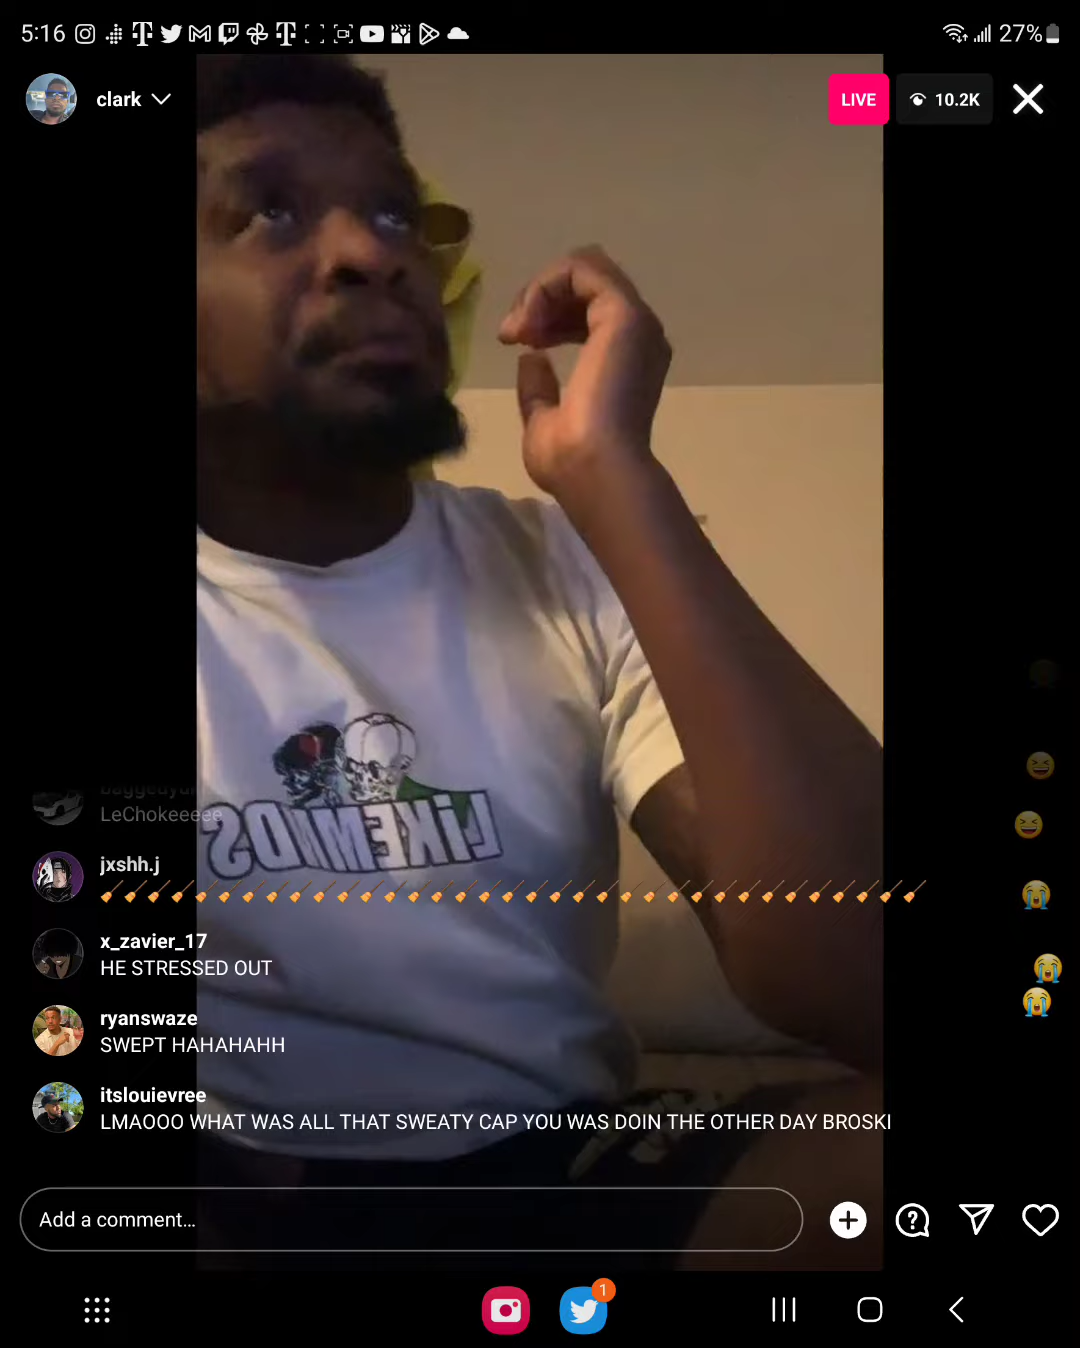 5:16
27%
clark
LIVE
10.2K
LIKEMINDS
LeChokeeeee
jxshh.j
x_zavier_17
HE STRESSED OUT
ryanswaze
SWEPT HAHAHAHH
itslouievree
LMAOOO WHAT WAS ALL THAT SWEATY CAP YOU WAS DOIN THE OTHER DAY BROSKI
Add a comment...
1